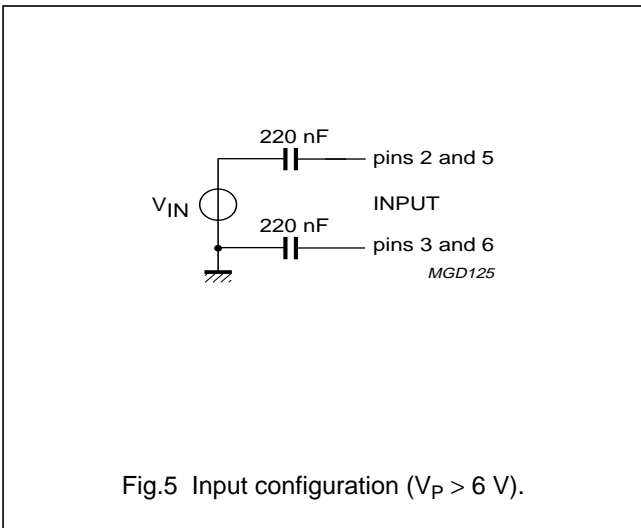 220 nF
pins 2 and 5
VIN
INPUT
220 nF
pins 3 and 6
MGD125
Fig.5 Input configuration (VP > 6 V).